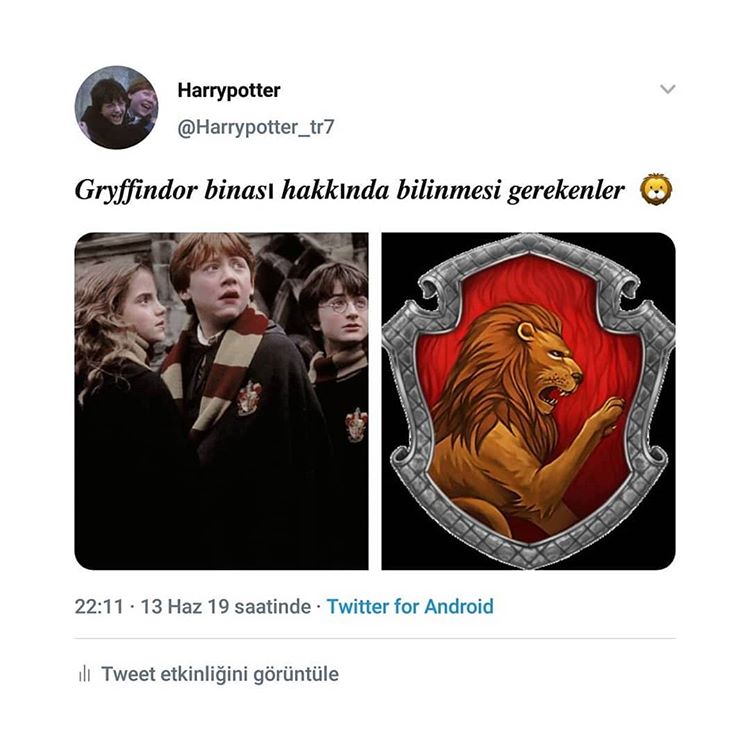 Harrypotter
@Harrypotter_tr7
Gryffindor binası hakkında bilinmesi gerekenler 🦁
22:11 · 13 Haz 19 saatinde · Twitter for Android
Tweet etkinliğini görüntüle